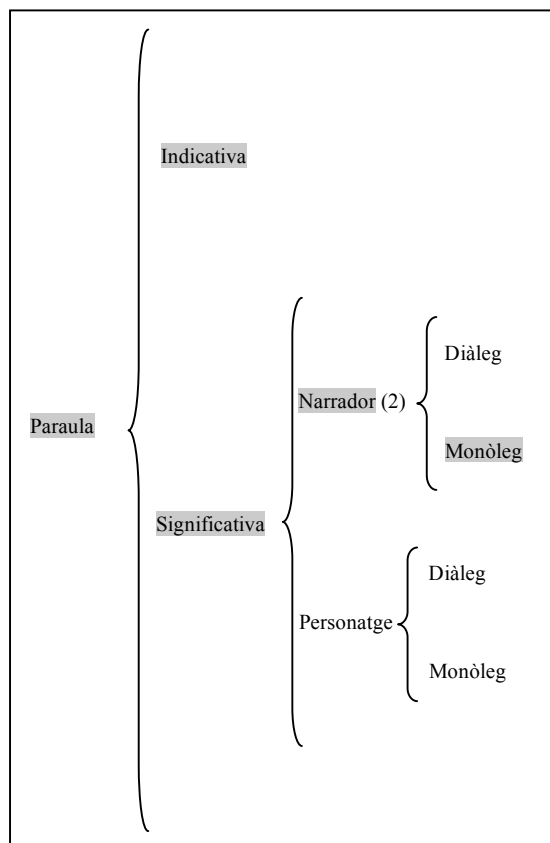 Indicativa
Diàleg
Narrador (2)
Paraula
Monòleg
Significativa
Diàleg
Personatge
Monòleg